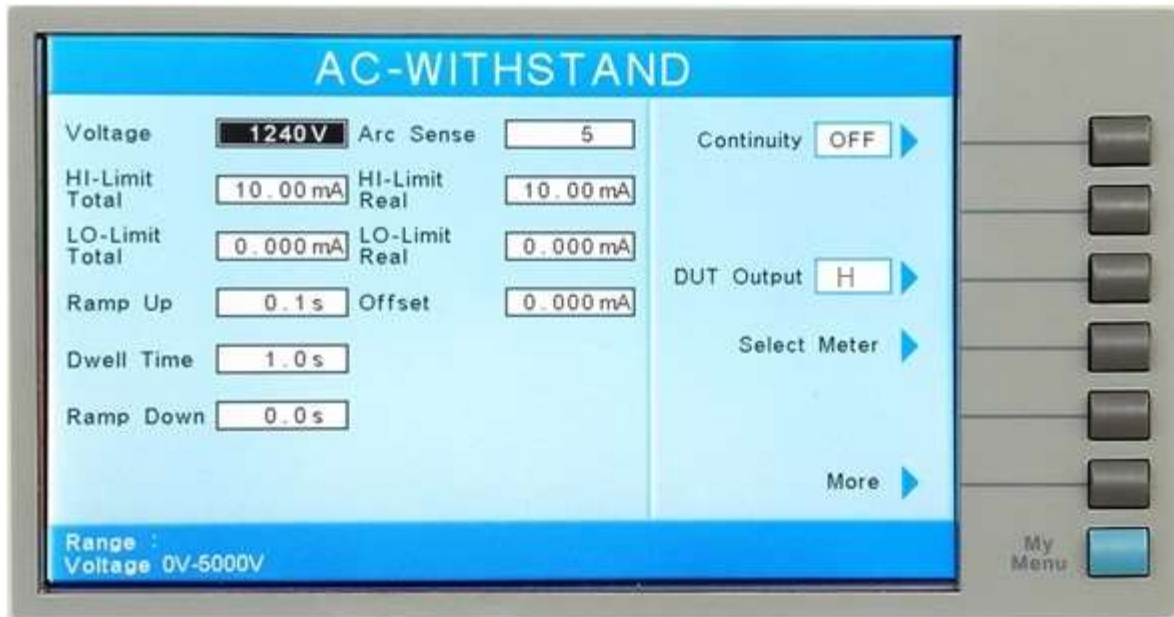 AC-WITHSTAND
Voltage 1240V Arc Sense 5
HI-Limit Total 10.00mA HI-Limit Real 10.00mA
LO-Limit Total 0.000mA LO-Limit Real 0.000mA
Ramp Up 0.1s Offset 0.000mA
Dwell Time 1.0s
Ramp Down 0.0s
Continuity OFF
DUT Output H
Select Meter
More
Range :
Voltage 0V-5000V
My
Menu